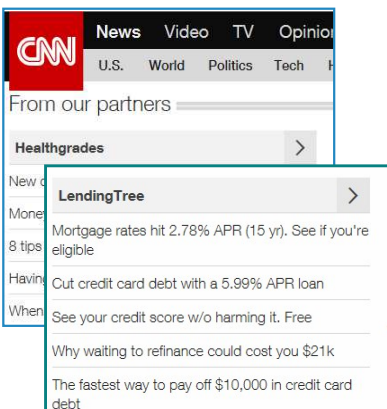 CNN
News Video TV Opinion
U.S. World Politics Tech
From our partners
Healthgrades
New
Money
8 tips
Having
When
LendingTree
Mortgage rates hit 2.78% APR (15 yr). See if you're
eligible
Cut credit card debt with a 5.99% APR loan
See your credit score w/o harming it. Free
Why waiting to refinance could cost you $21k
The fastest way to pay off $10,000 in credit card
debt